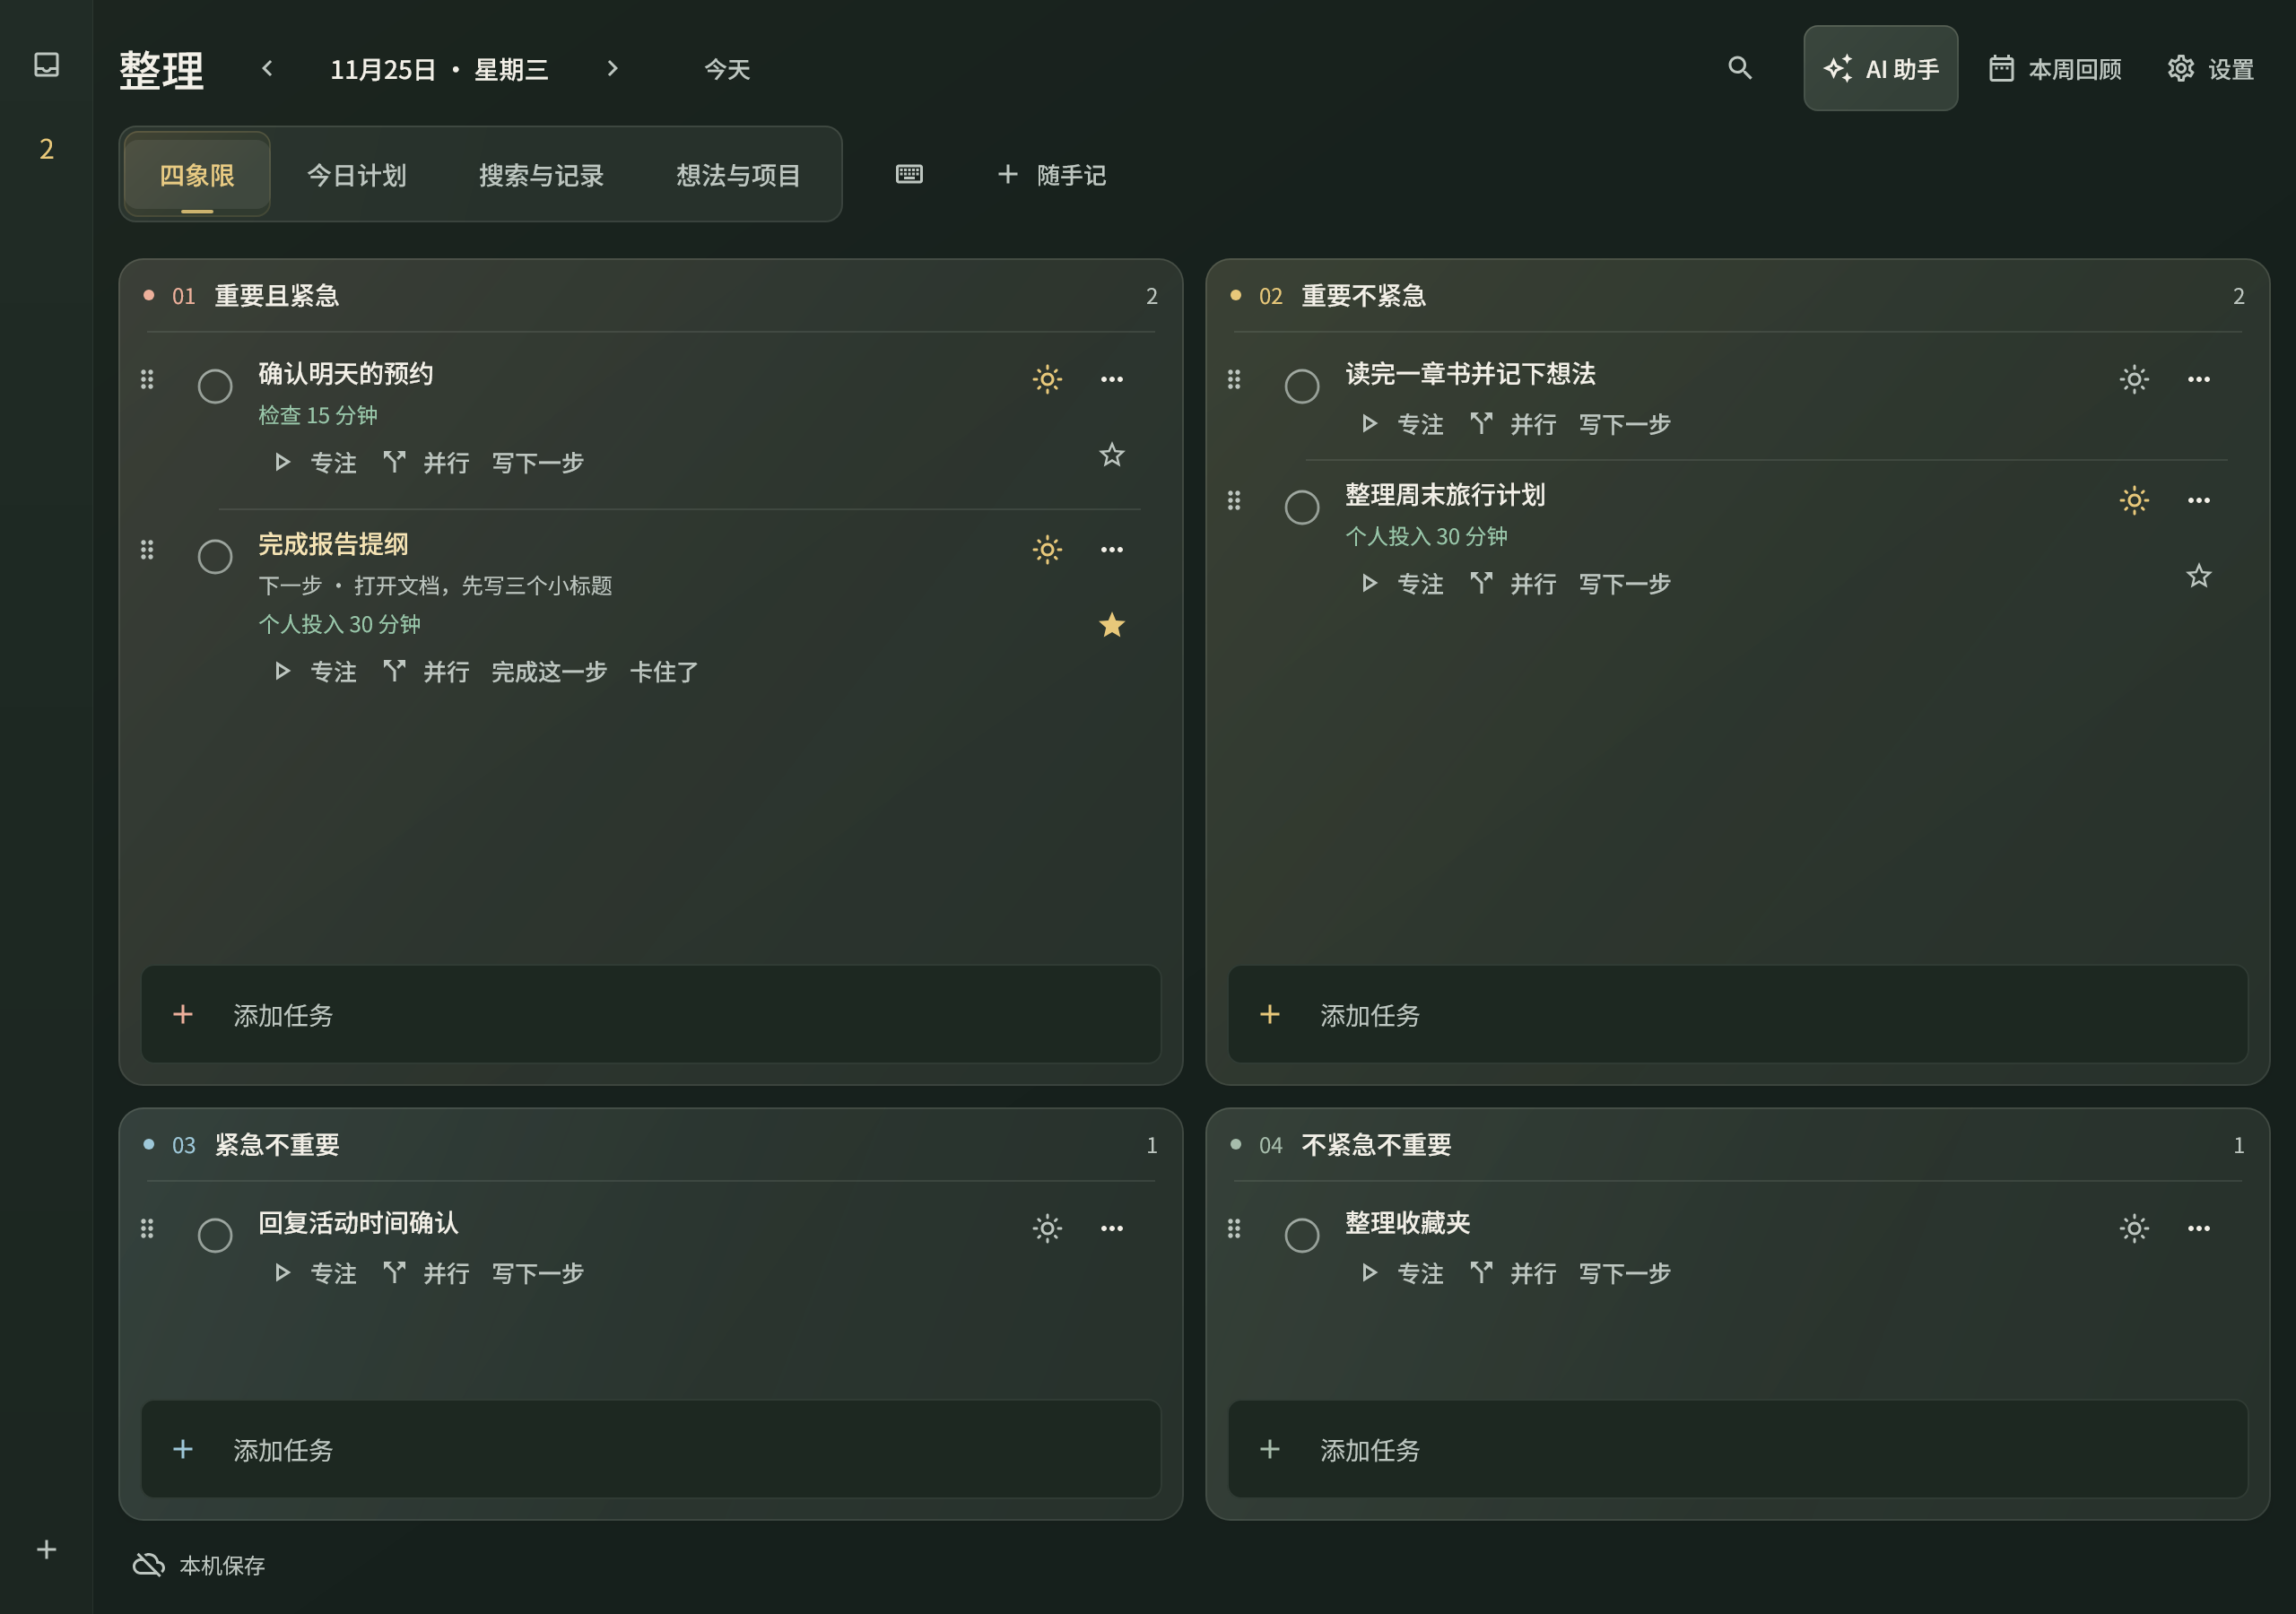 整理
11月25日 · 星期三
今天
AI 助手
本周回顾
设置
2
四象限
今日计划
搜索与记录
想法与项目
随手记
01 重要且紧急 2
确认明天的预约
检查 15 分钟
专注 并行 写下一步
完成报告提纲
下一步 · 打开文档，先写三个小标题
个人投入 30 分钟
专注 并行 完成这一步 卡住了
添加任务
02 重要不紧急 2
读完一章书并记下想法
专注 并行 写下一步
整理周末旅行计划
个人投入 30 分钟
专注 并行 写下一步
添加任务
03 紧急不重要 1
回复活动时间确认
专注 并行 写下一步
添加任务
04 不紧急不重要 1
整理收藏夹
专注 并行 写下一步
添加任务
本机保存